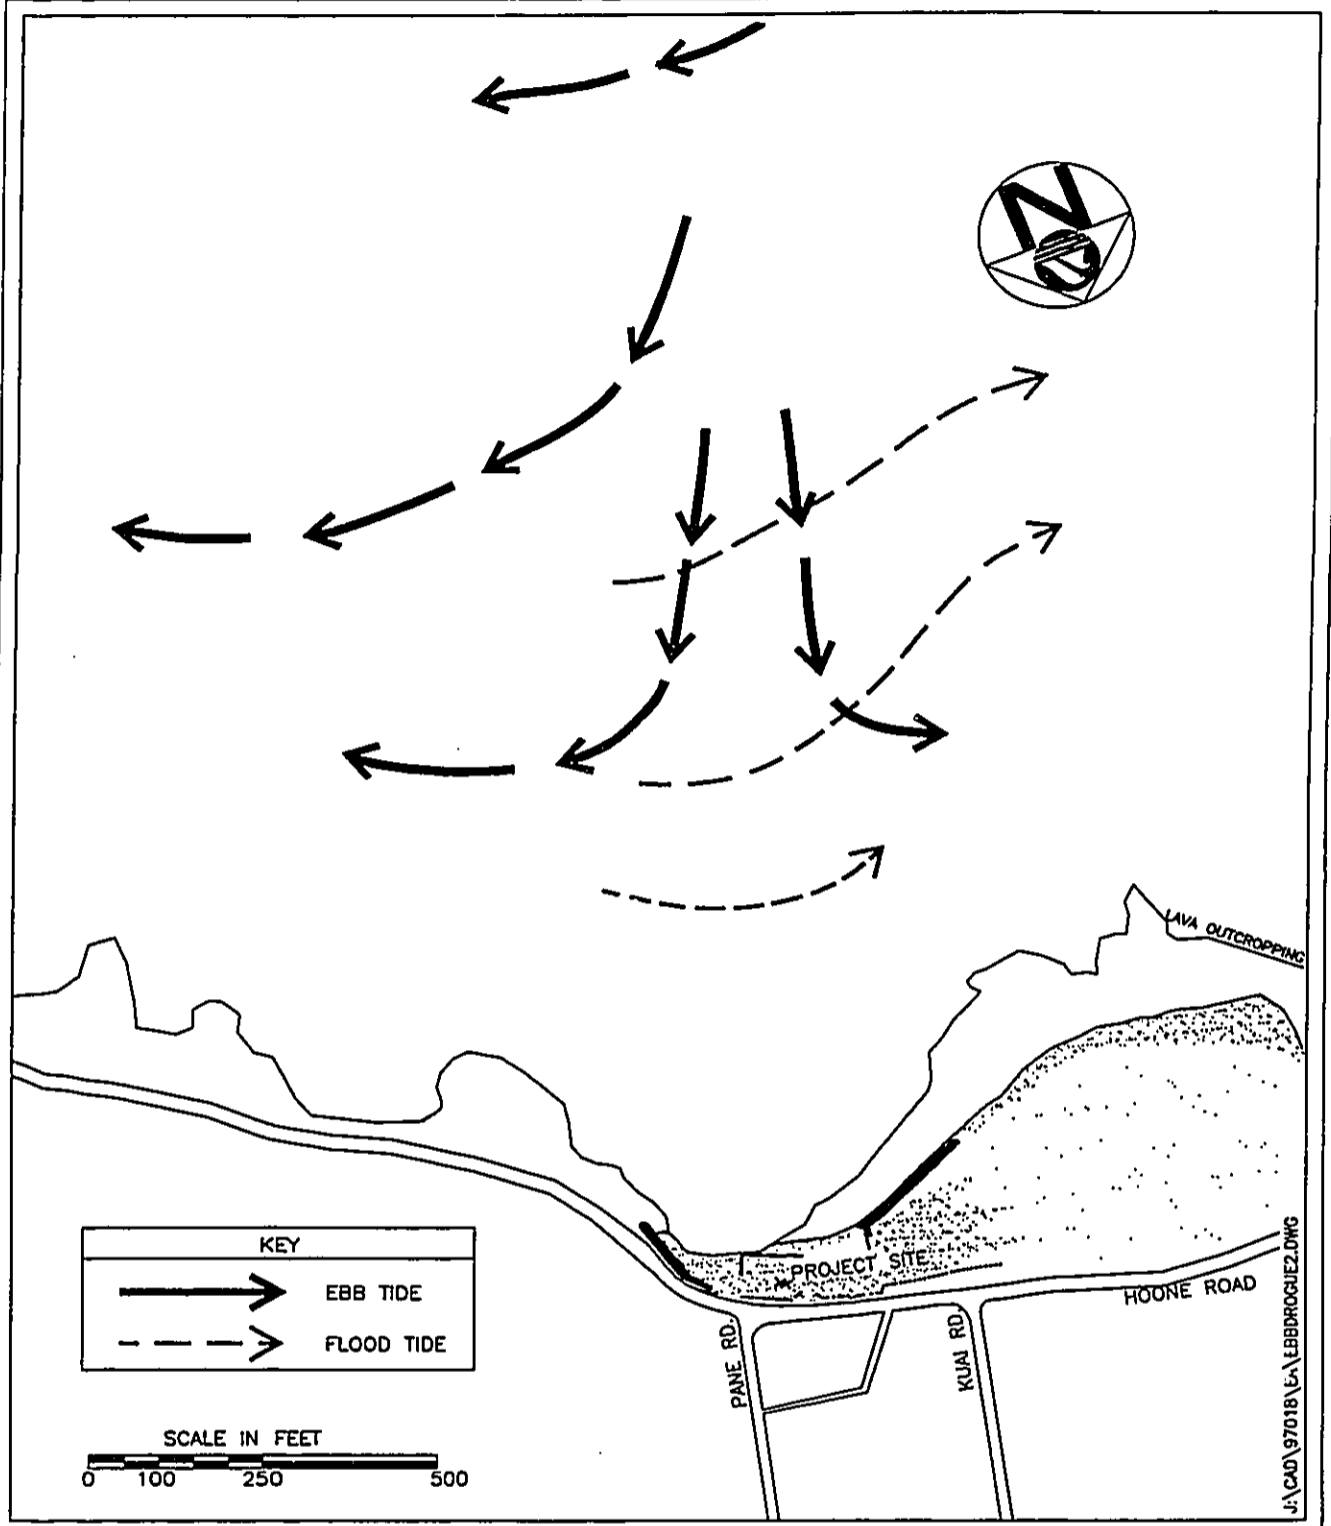 N
LAVA OUTCROPPING
PROJECT SITE
HOONE ROAD
PANE RD.
KUAI RD.
KEY
EBB TIDE
FLOOD TIDE
SCALE IN FEET
0 100 250 500
J:\CAD\97018\EA\EBBDROGUE2.DWG